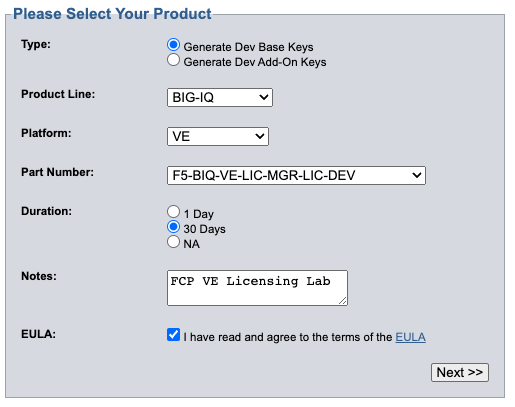 Please Select Your Product
Type:
Generate Dev Base Keys
Generate Dev Add-On Keys
Product Line:
BIG-IQ
Platform:
VE
Part Number:
F5-BIQ-VE-LIC-MGR-LIC-DEV
Duration:
1 Day
30 Days
NA
Notes:
FCP VE Licensing Lab
EULA:
I have read and agree to the terms of the EULA
Next >>